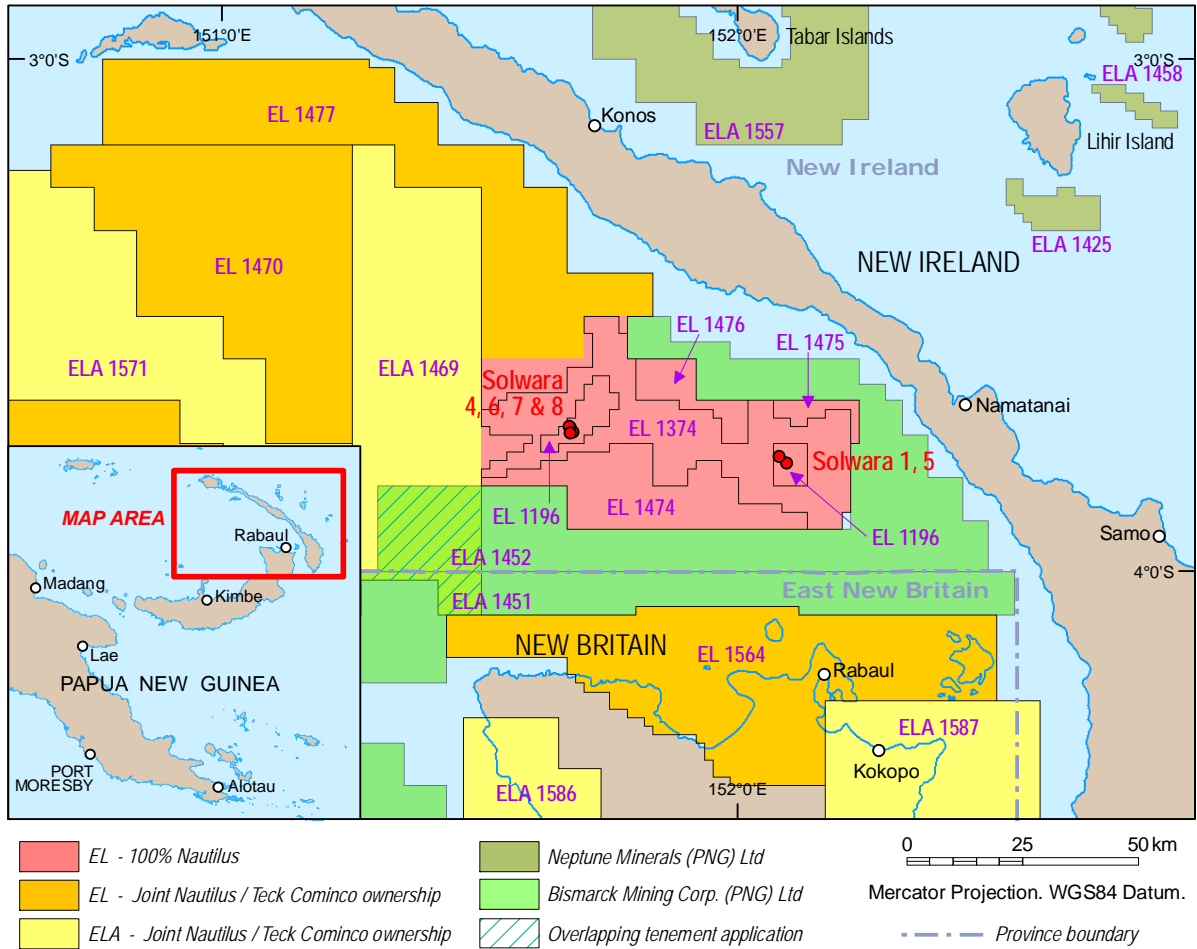 151°0'E
152°0'E
Tabar Islands
3°0'S
3°0'S
ELA 1458
EL 1477
Konos
ELA 1557
Lihir Island
New Ireland
ELA 1425
EL 1470
NEW IRELAND
EL 1476
EL 1475
ELA 1571
ELA 1469
Solwara
4, 6, 7 & 8
Namatanai
EL 1374
Solwara 1, 5
EL 1196
EL 1474
EL 1196
Samo
MAP AREA
Rabaul
ELA 1452
4°0'S
Madang
Kimbe
East New Britain
ELA 1451
NEW BRITAIN
EL 1564
Lae
Rabaul
PAPUA NEW GUINEA
ELA 1587
PORT
MORESBY
Kokopo
Alotau
ELA 1586
152°0'E
EL - 100% Nautilus
Neptune Minerals (PNG) Ltd
0 25 50 km
EL - Joint Nautilus / Teck Cominco ownership
Bismarck Mining Corp. (PNG) Ltd
Mercator Projection. WGS84 Datum.
ELA - Joint Nautilus / Teck Cominco ownership
Overlapping tenement application
Province boundary